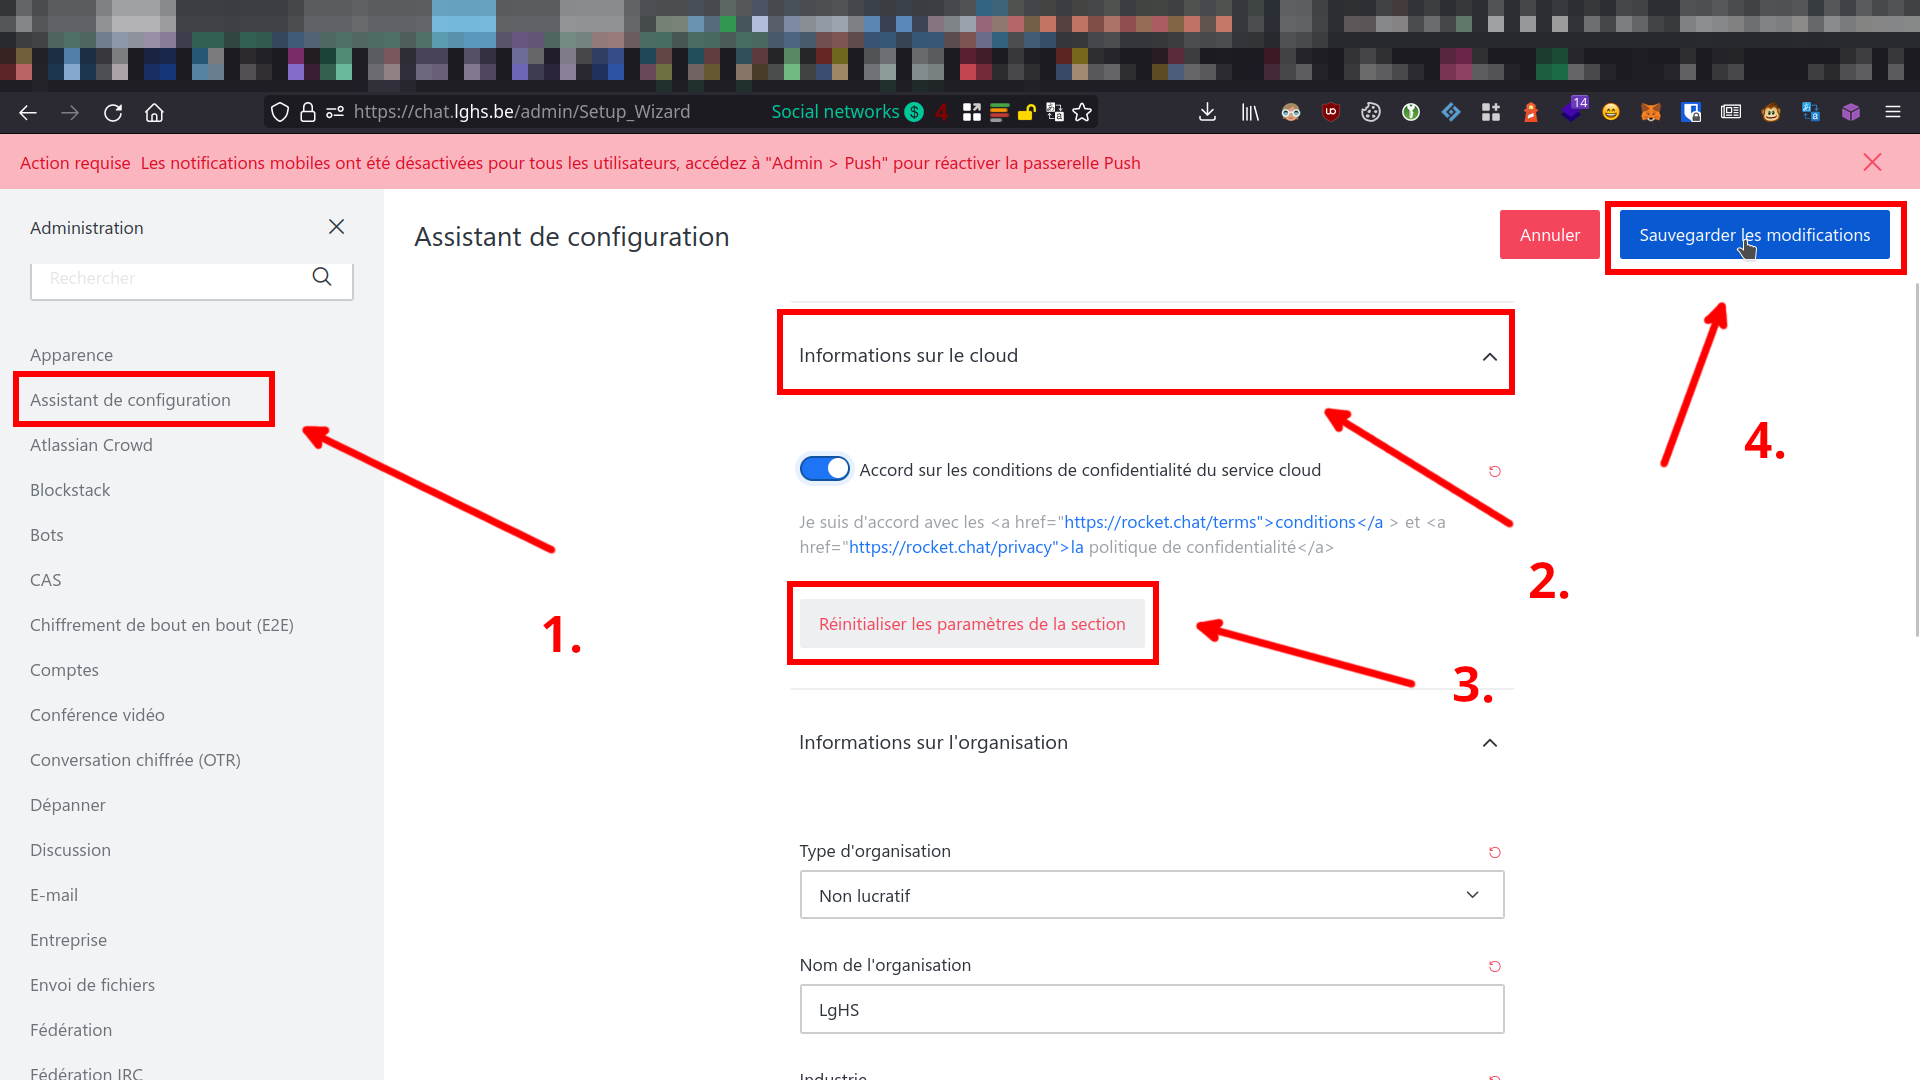 https://chat.lghs.be/admin/Setup_Wizard
Social networks
$
4
14
Action requise Les notifications mobiles ont été désactivées pour tous les utilisateurs, accédez à "Admin > Push" pour réactiver la passerelle Push
Administration
Rechercher
Apparence
Assistant de configuration
Atlassian Crowd
Blockstack
Bots
CAS
Chiffrement de bout en bout (E2E)
Comptes
Conférence vidéo
Conversation chiffrée (OTR)
Dépanner
Discussion
E-mail
Entreprise
Envoi de fichiers
Fédération
Fédération IRC
1.
Assistant de configuration
Annuler
Sauvegarder les modifications
4.
Informations sur le cloud
2.
Accord sur les conditions de confidentialité du service cloud
Je suis d'accord avec les <a href="https://rocket.chat/terms">conditions</a > et <a
href="https://rocket.chat/privacy">la politique de confidentialité</a>
Réinitialiser les paramètres de la section
3.
Informations sur l'organisation
Type d'organisation
Non lucratif
Nom de l'organisation
LgHS
Industrie